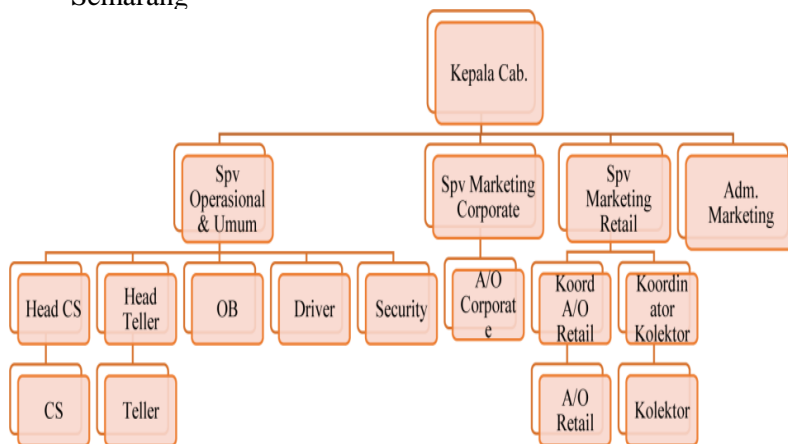 Semarang
Kepala Cab.
Spv
Operasional
& Umum
Spv Marketing
Corporate
Spv
Marketing
Retail
Adm.
Marketing
Head CS
Head
Teller
OB
Driver
Security
A/O
Corporat
e
Koord
A/O
Retail
Koordin
ator
Kolektor
CS
Teller
A/O
Retail
Kolektor